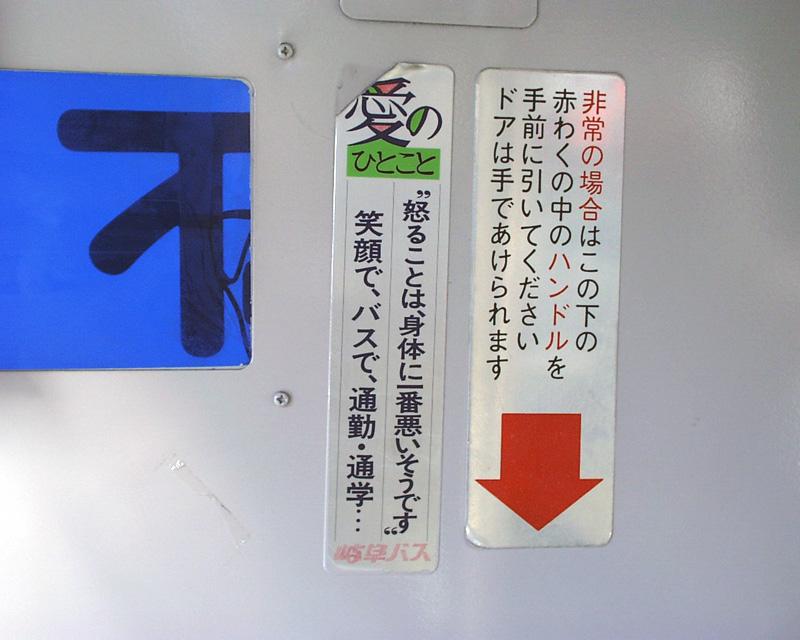 非常の場合はこの下の
赤わくの中のハンドルを
手前に引いてください
ドアは手であけられます
愛の
ひとこと
”怒ることは、身体に一番悪いそうです“
笑顔で、バスで、通勤・通学…
岐阜バス